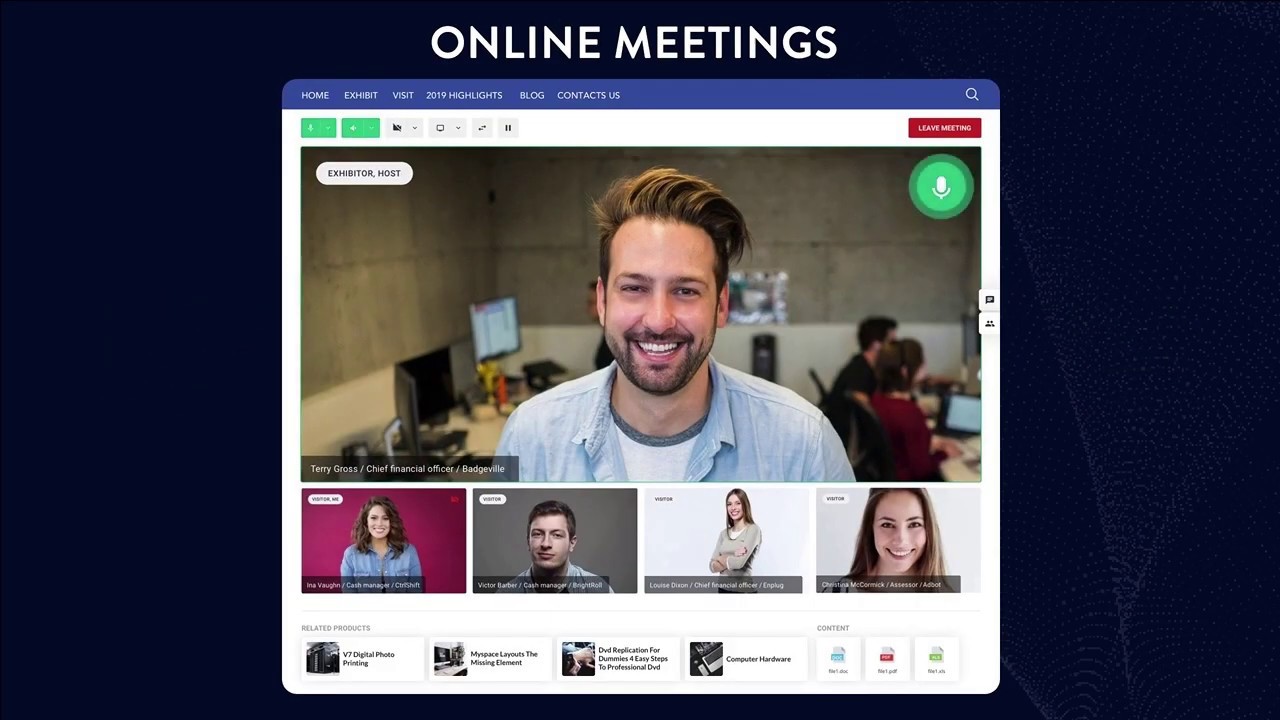 ONLINE MEETINGS
HOME EXHIBIT VISIT 2019 HIGHLIGHTS BLOG CONTACTS US
LEAVE MEETING
EXHIBITOR, HOST
Terry Gross / Chief financial officer / Badgeville
VISITOR, ME
VISITOR
VISITOR
VISITOR
Ina Vaughn / Cash manager / CtrlShift
Victor Barber / Cash manager / BrightRoll
Louise Dixon / Chief financial officer / Enplug
Christina McCormick / Assessor / Adbot
RELATED PRODUCTS
V7 Digital Photo
Printing
Myspace Layouts The
Missing Element
Dvd Replication For
Dummies 4 Easy Steps
To Professional Dvd
Computer Hardware
CONTENT
DOC
PDF
XLS
file1.doc
file1.pdf
file1.xls